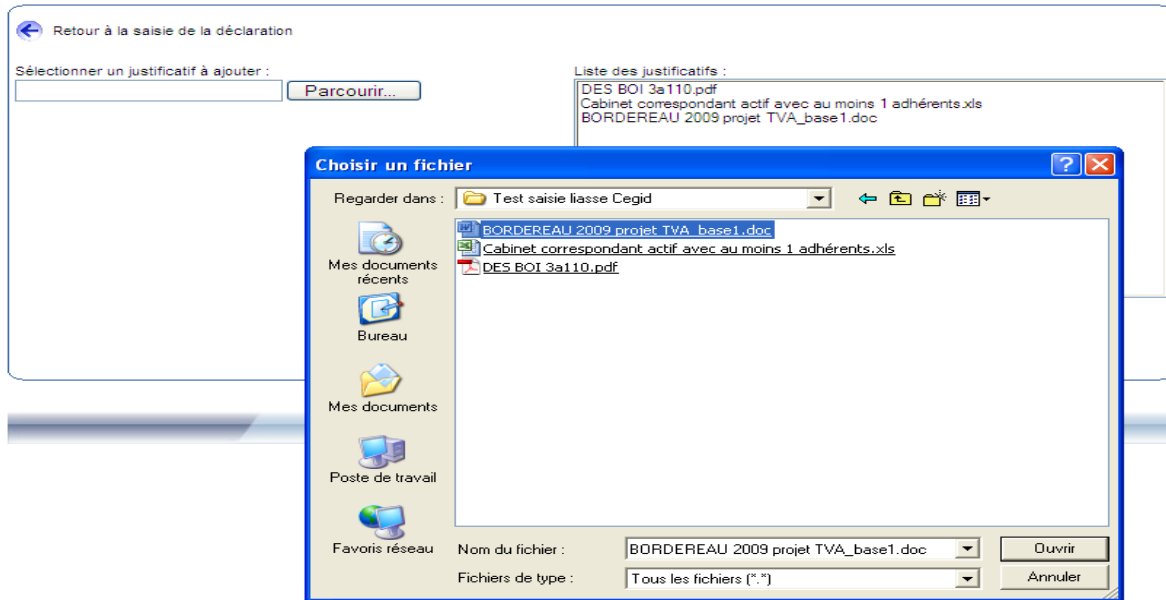 Retour à la saisie de la déclaration
Sélectionner un justificatif à ajouter :
Parcourir...
Liste des justificatifs :
DES BOI 3a110.pdf
Cabinet correspondant actif avec au moins 1 adhérents.xls
BORDEREAU 2009 projet TVA_base1.doc
Choisir un fichier
Regarder dans :
Test saisie liasse Cegid
BORDEREAU 2009 projet TVA_base1.doc
Cabinet correspondant actif avec au moins 1 adhérents.xls
DES BOI 3a110.pdf
Mes documents
récents
Bureau
Mes documents
Poste de travail
Favoris réseau
Nom du fichier :
BORDEREAU 2009 projet TVA_base1.doc
Ouvrir
Fichiers de type :
Tous les fichiers (*.*)
Annuler